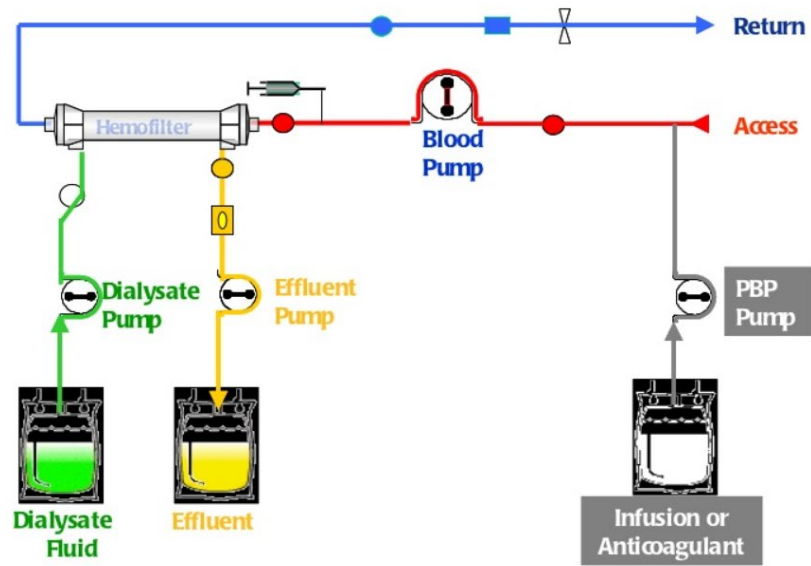 Return
Hemofilter
Access
Blood
Pump
Dialysate
Pump
Effluent
Pump
PBP
Pump
Dialysate
Fluid
Effluent
Infusion or
Anticoagulant